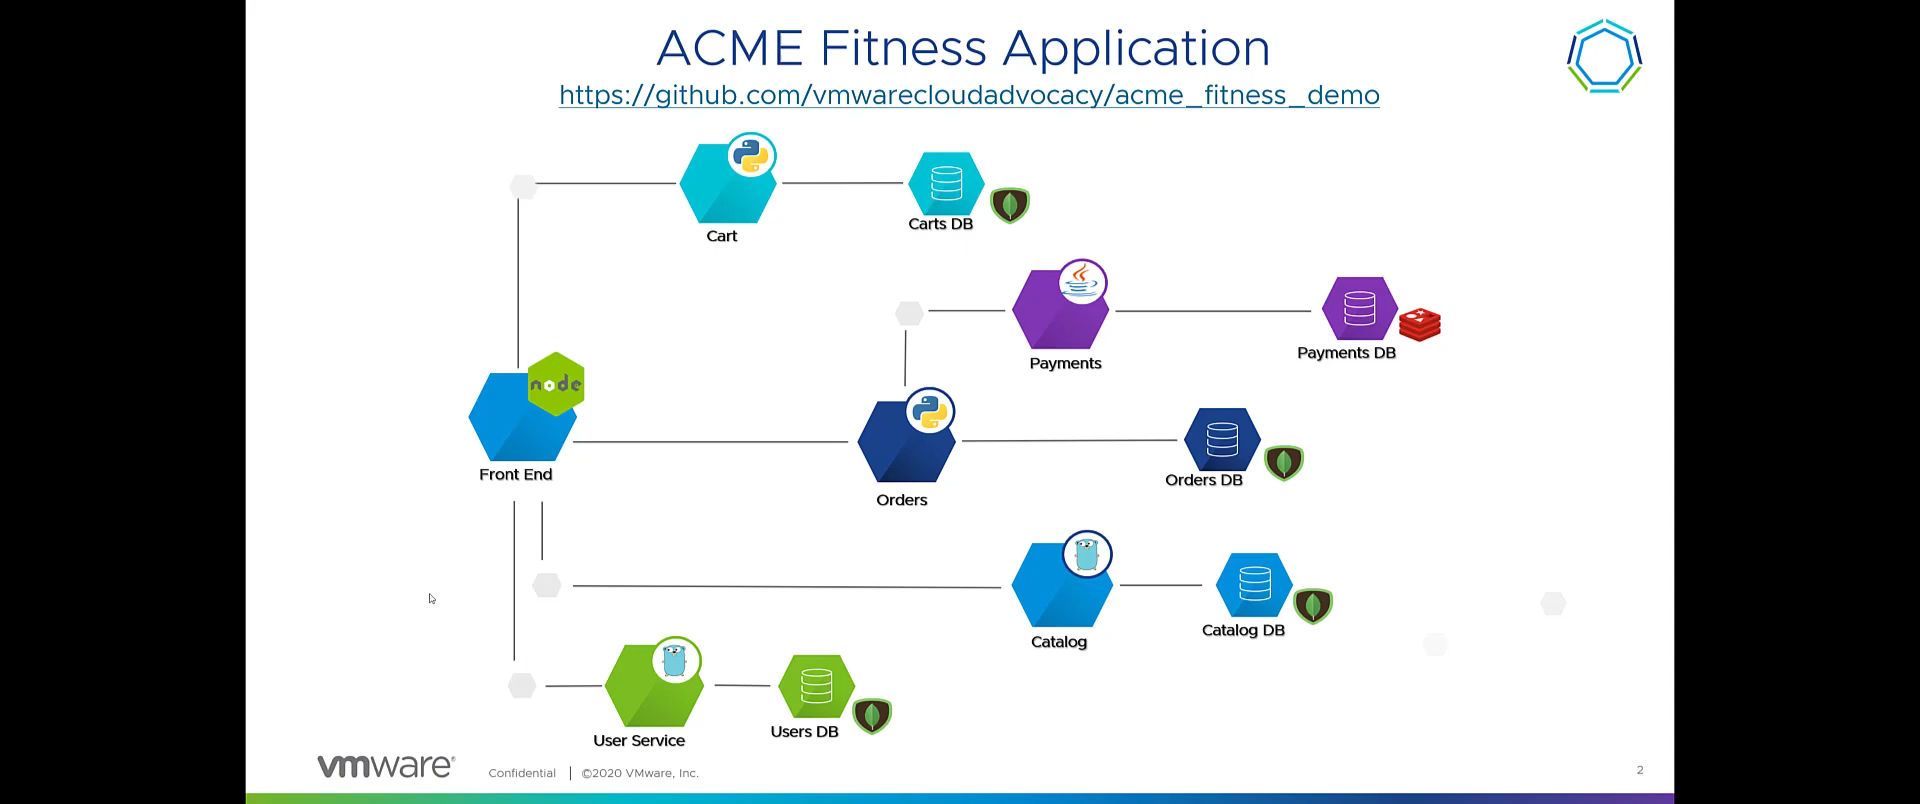 ACME Fitness Application
https://github.com/vmwarecloudadvocacy/acme_fitness_demo
Cart
Carts DB
Payments
Payments DB
node
Front End
Orders
Orders DB
Catalog
Catalog DB
User Service
Users DB
vmware®
Confidential | ©2020 VMware, Inc.
2